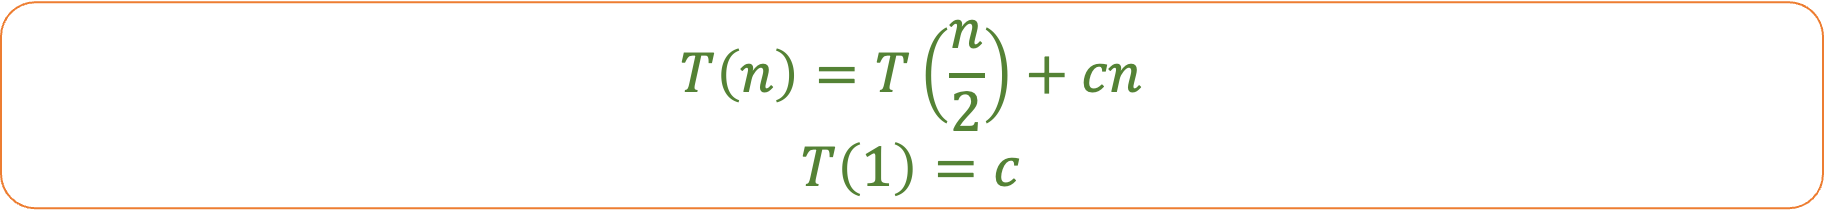 T(n) = T(n/2) + cn
T(1) = c